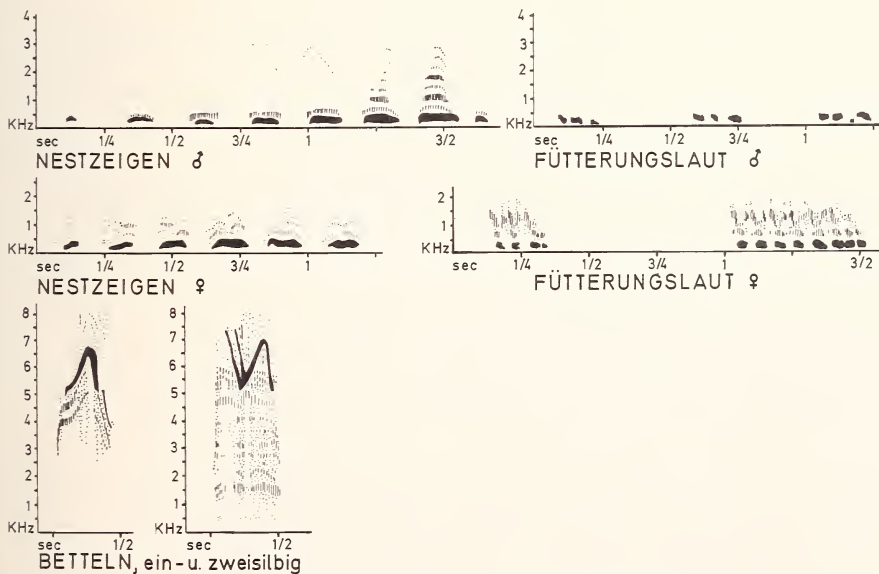 4
3
2
1
KHz
sec 1/4 1/2 3/4 1 3/2
NESTZEIGEN ♂
4
3
2
1
KHz
sec 1/4 1/2 3/4 1
FÜTTERUNGSLAUT ♂
2
1
KHz
sec 1/4 1/2 3/4 1
NESTZEIGEN ♀
2
1
KHz
sec 1/4 1/2 3/4 1 3/2
FÜTTERUNGSLAUT ♀
8
7
6
5
4
3
2
1
KHz
sec 1/2
8
7
6
5
4
3
2
1
KHz
sec 1/2
BETTELN, ein-u. zweisilbig